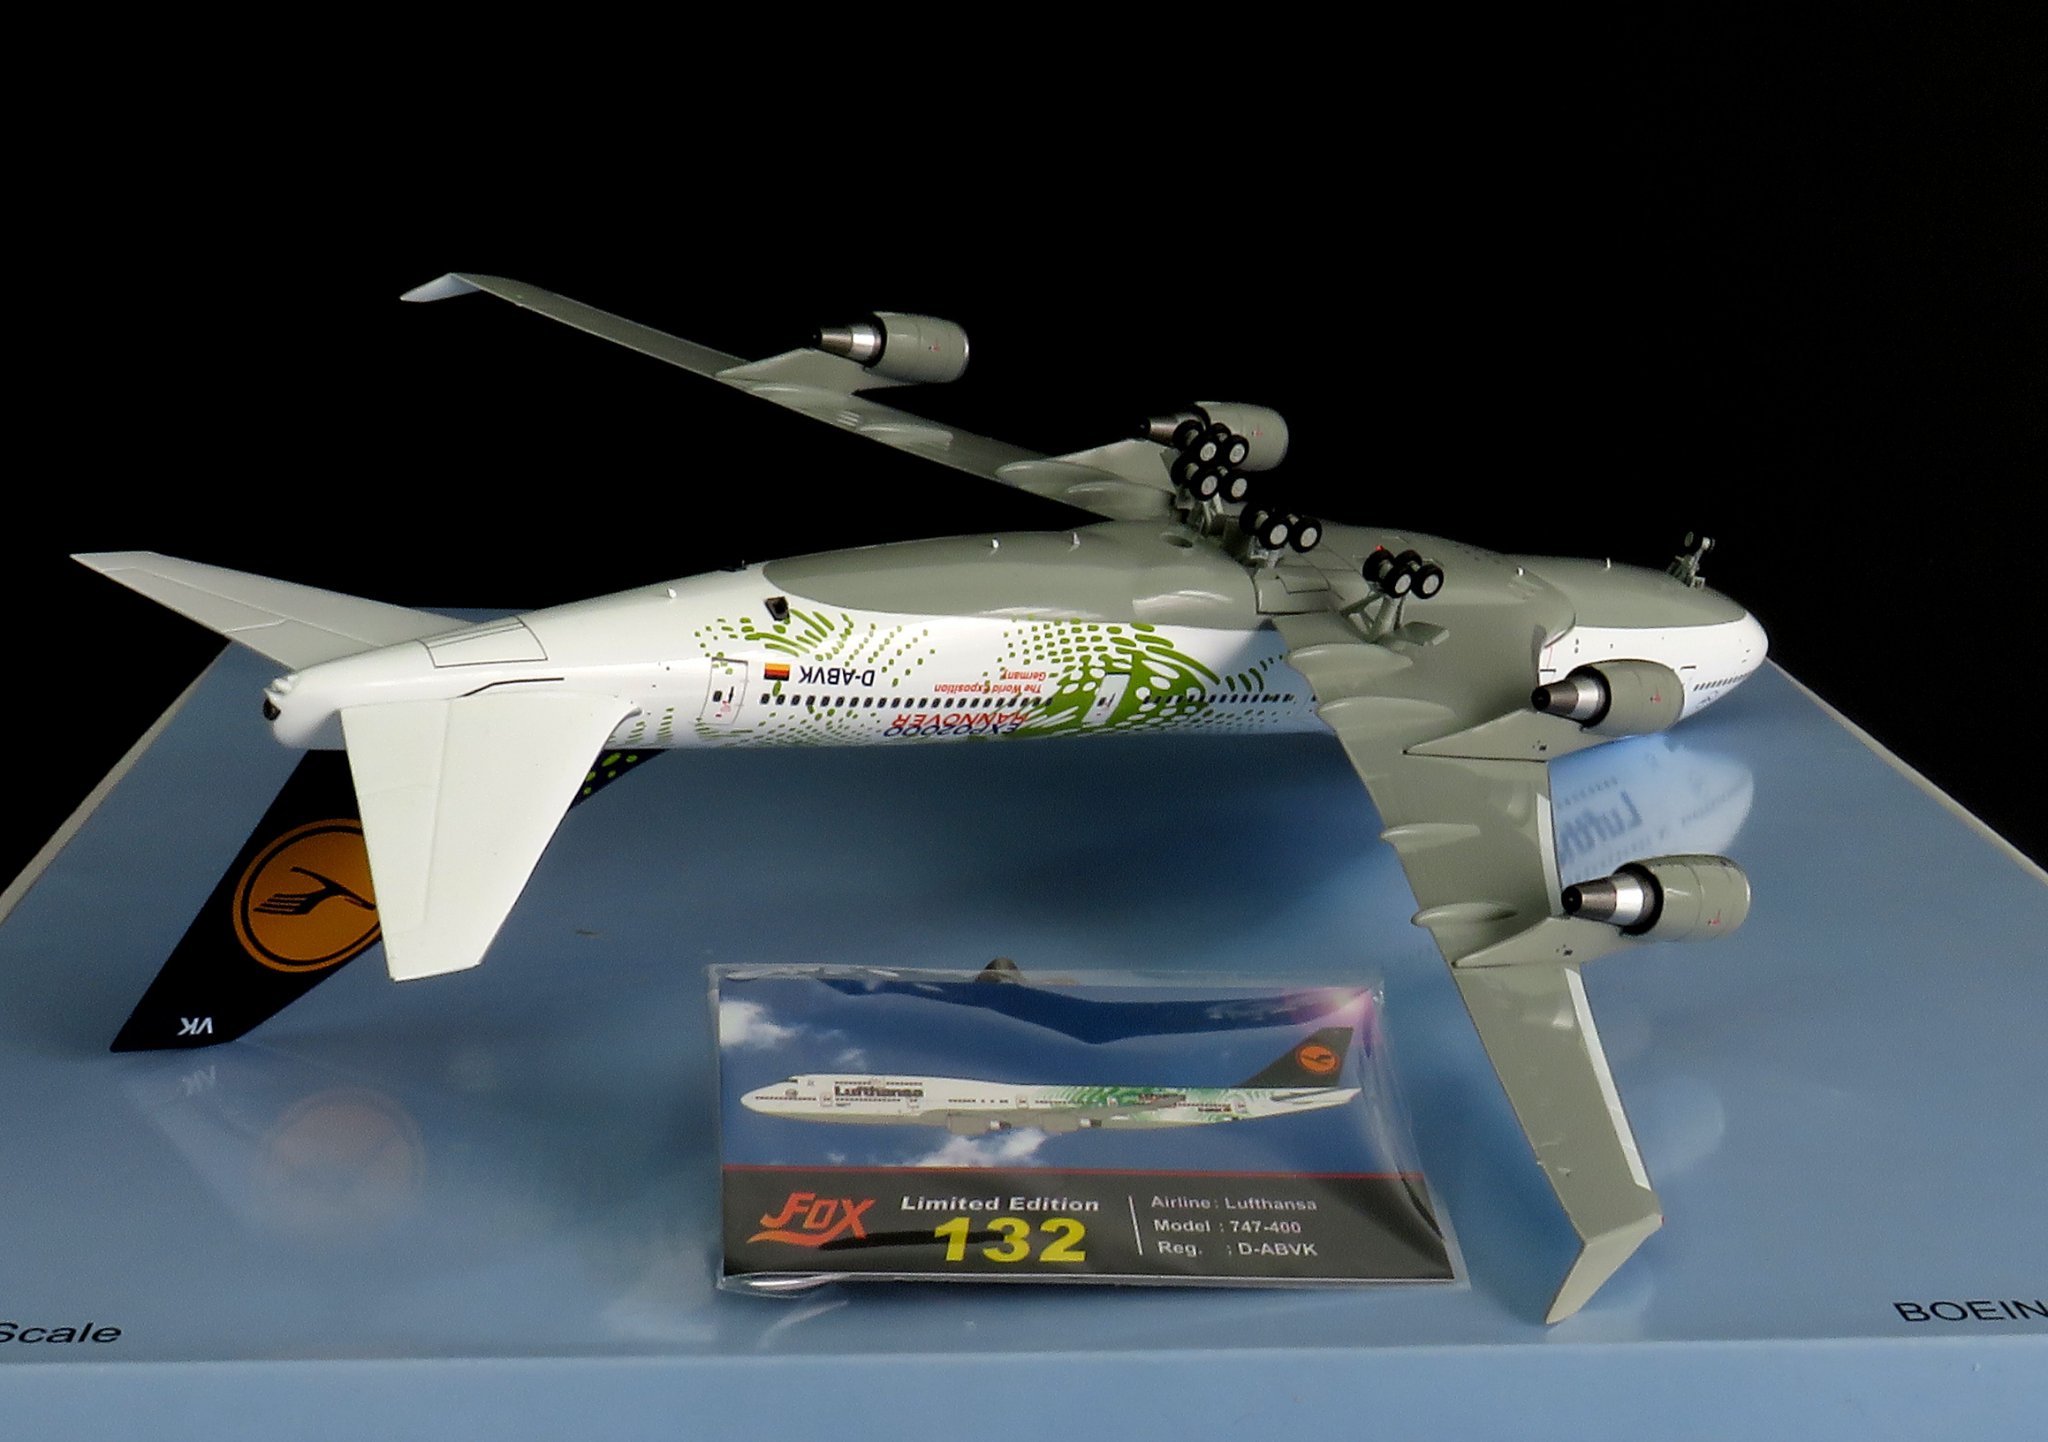 D-ABVK
The World Exposition
Germany
EXPO2000
HANNOVER
VK
Lufthansa
FOX
Limited Edition
132
Airline : Lufthansa
Model : 747-400
Reg. : D-ABVK
Scale
BOEIN